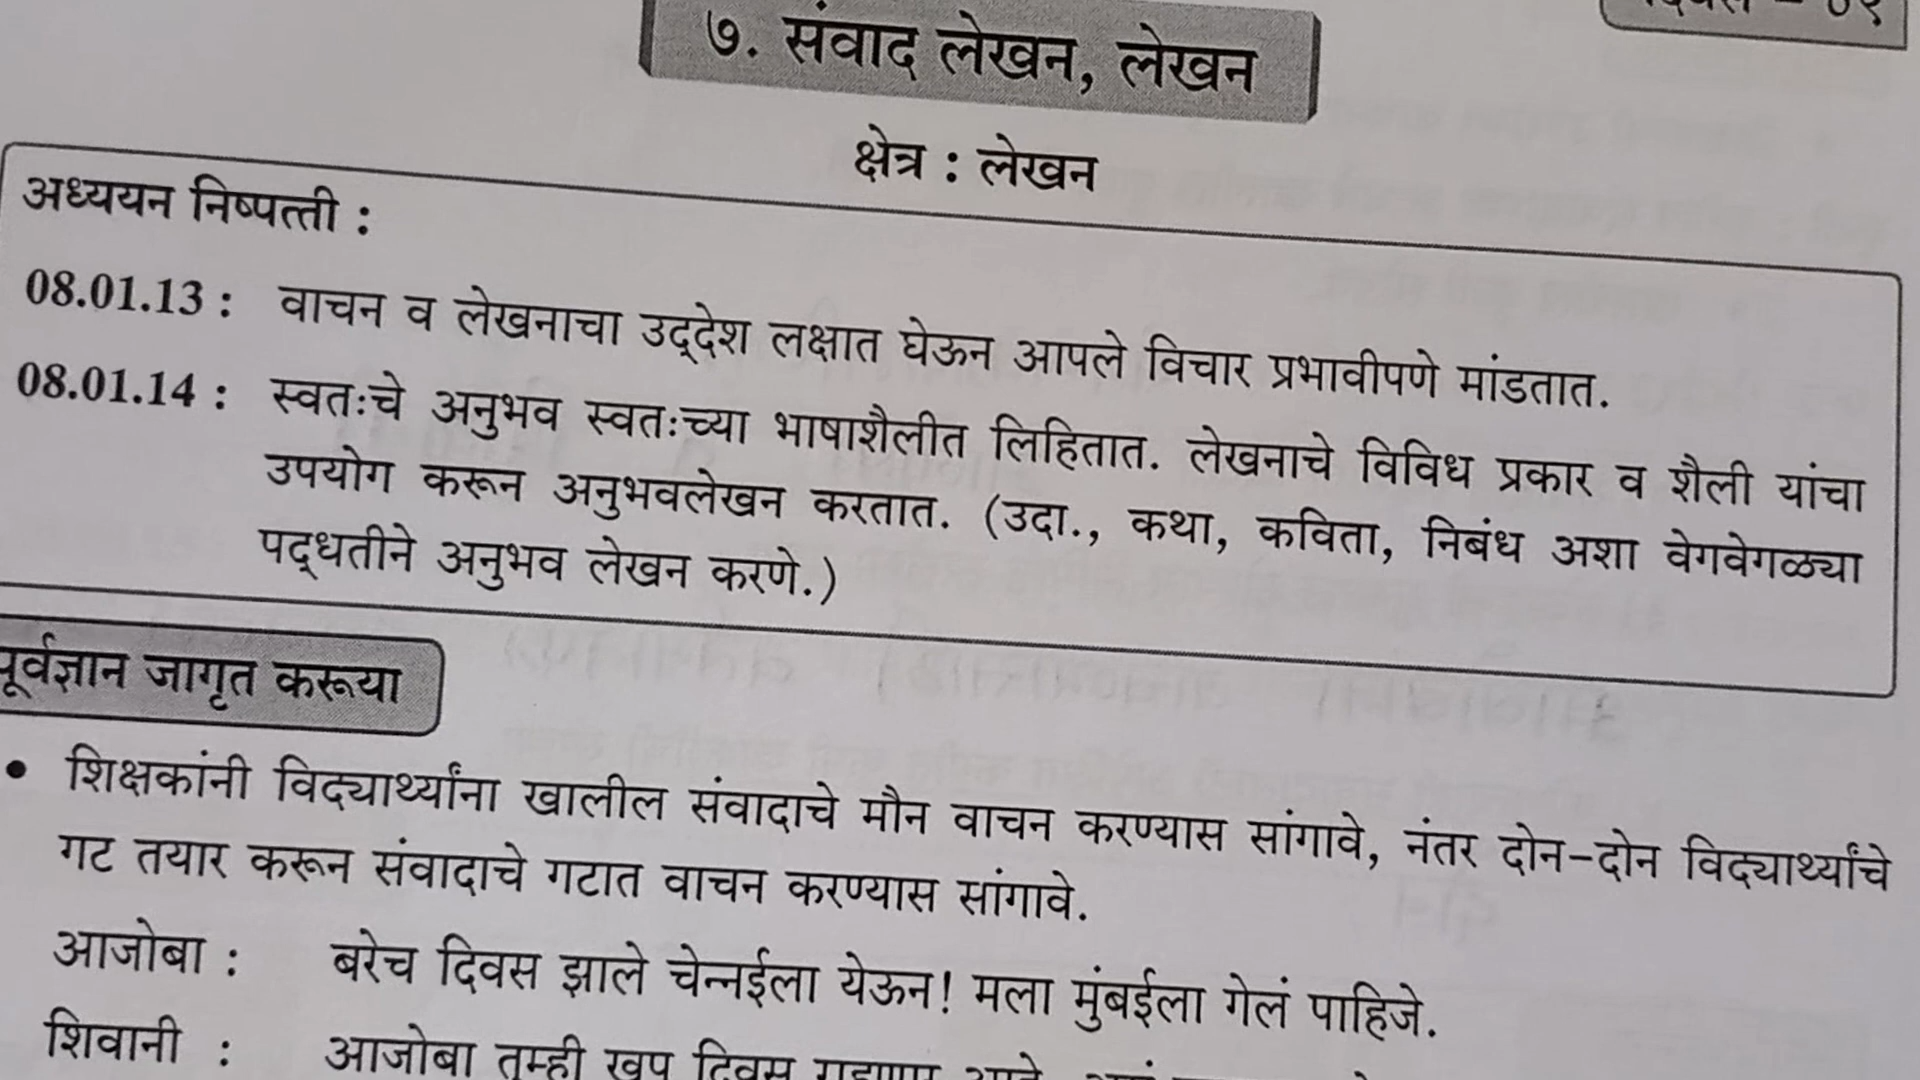 ७. संवाद लेखन, लेखन
क्षेत्र : लेखन
अध्ययन निष्पत्ती :
08.01.13 : वाचन व लेखनाचा उद्‌देश लक्षात घेऊन आपले विचार प्रभावीपणे मांडतात.
08.01.14 : स्वतःचे अनुभव स्वतःच्या भाषाशैलीत लिहितात. लेखनाचे विविध प्रकार व शैली यांचा
उपयोग करून अनुभवलेखन करतात. (उदा., कथा, कविता, निबंध अशा वेगवेगळ्या
पद्‌धतीने अनुभव लेखन करणे.)
पूर्वज्ञान जागृत करूया
• शिक्षकांनी विद्यार्थ्यांना खालील संवादाचे मौन वाचन करण्यास सांगावे, नंतर दोन-दोन विद्यार्थ्यांचे
गट तयार करून संवादाचे गटात वाचन करण्यास सांगावे.
आजोबा : बरेच दिवस झाले चेन्नईला येऊन! मला मुंबईला गेलं पाहिजे.
शिवानी : आजोबा तुम्ही खूप दिवस